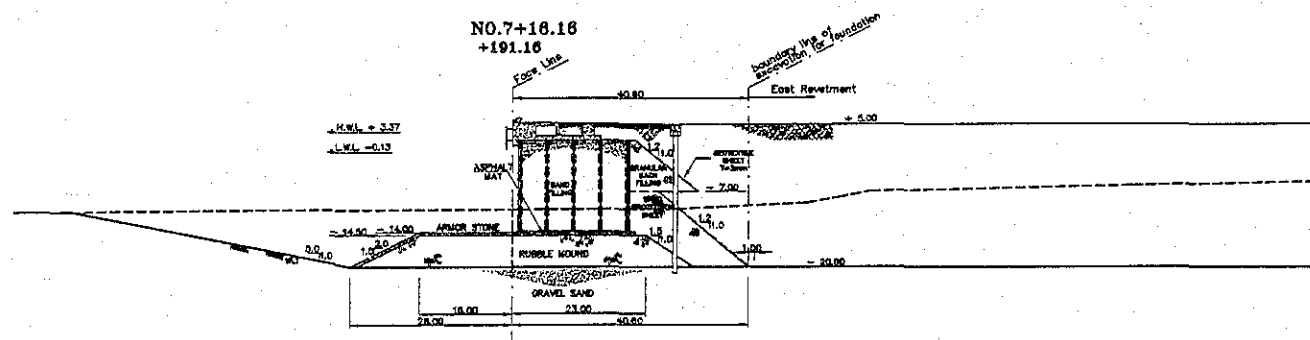 NO.7+16.16
+191.16
Face Line
boundary line of
excavation for foundation
40.60
East Revetment
H.W.L. + 3.37
L.W.L. -0.13
+ 5.00
1.2
1.0
ASPHALT
MAT
SAND
FILLING
GRANULAR
BACK
FILLING
SHEET
- 7.00
- 14.50
- 14.00
ARMOR STONE
1.5
1.0
1.2
1.0
5.0
1.0
2.0
1.0
RUBBLE MOUND
1.00
- 20.00
GRAVEL SAND
16.00
23.00
28.00
40.60